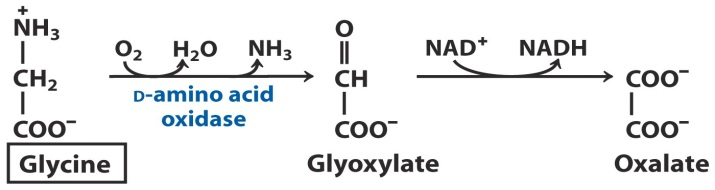 +
NH₃
CH₂
COO⁻
Glycine
O₂ H₂O NH₃
D-amino acid
oxidase
O
CH
COO⁻
Glyoxylate
NAD⁺ NADH
COO⁻
COO⁻
Oxalate